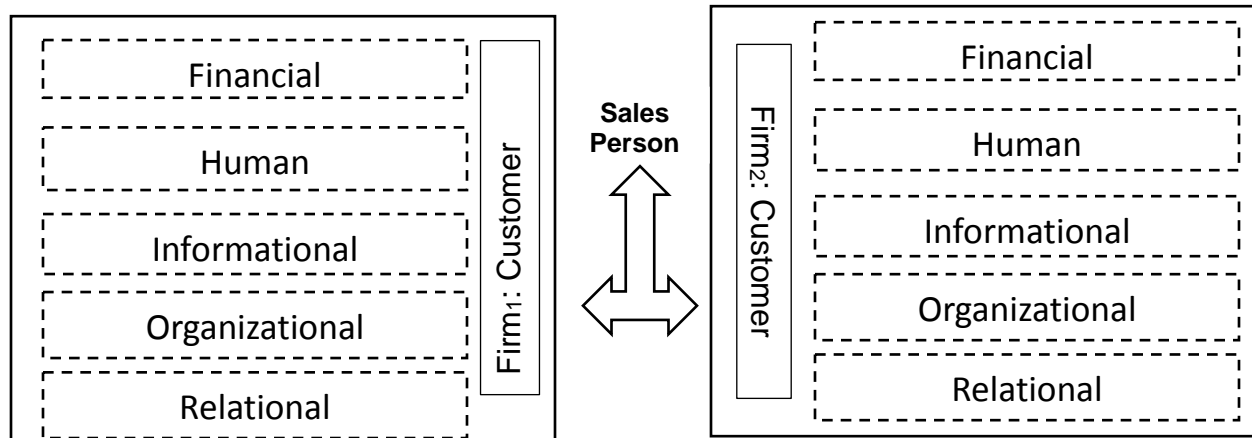 Financial
Human
Informational
Organizational
Relational
Firm₁: Customer
Sales
Person
Firm₂: Customer
Financial
Human
Informational
Organizational
Relational